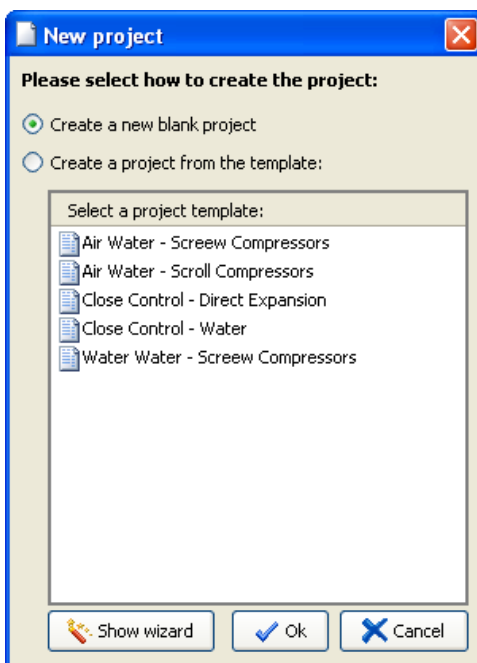 New project
Please select how to create the project:
Create a new blank project
Create a project from the template:
Select a project template:
Air Water - Screew Compressors
Air Water - Scroll Compressors
Close Control - Direct Expansion
Close Control - Water
Water Water - Screew Compressors
Show wizard
Ok
Cancel